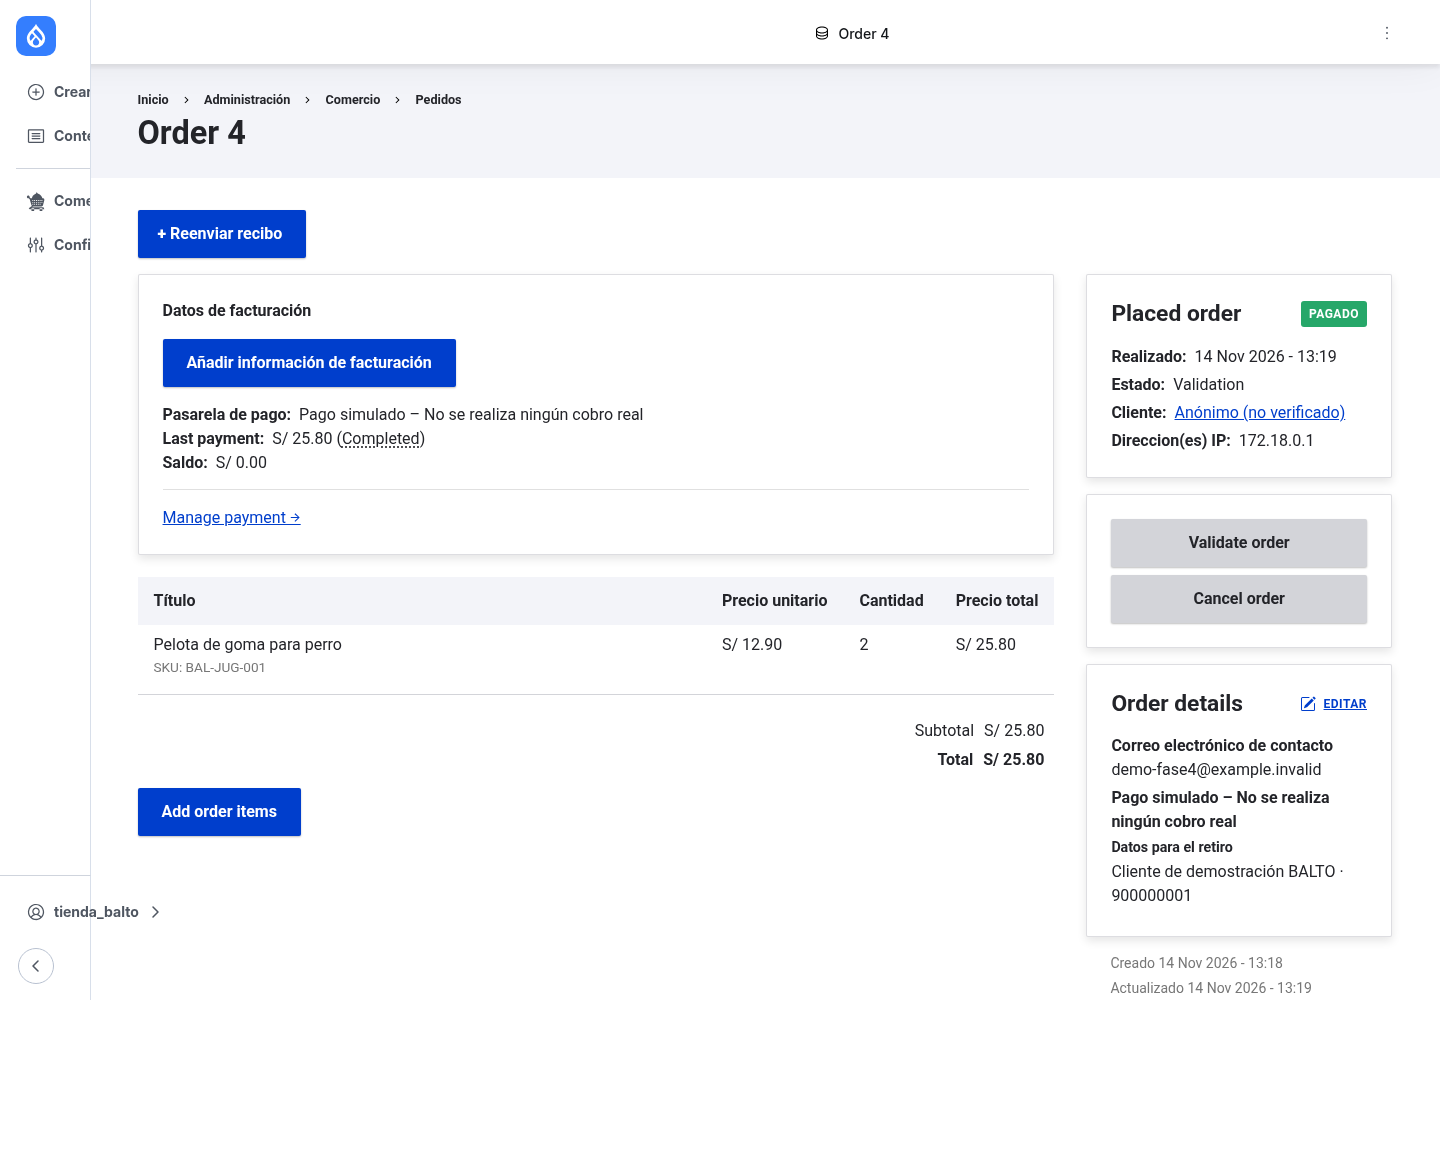 Order 4
Crear
Conte
Come
Confi
tienda_balto
Inicio > Administración > Comercio > Pedidos
Order 4
+ Reenviar recibo
Datos de facturación
Añadir información de facturación
Pasarela de pago: Pago simulado – No se realiza ningún cobro real
Last payment: S/ 25.80 (Completed)
Saldo: S/ 0.00
Manage payment →
Título Precio unitario Cantidad Precio total
Pelota de goma para perro S/ 12.90 2 S/ 25.80
SKU: BAL-JUG-001
Subtotal S/ 25.80
Total S/ 25.80
Add order items
Placed order PAGADO
Realizado: 14 Nov 2026 - 13:19
Estado: Validation
Cliente: Anónimo (no verificado)
Direccion(es) IP: 172.18.0.1
Validate order
Cancel order
Order details EDITAR
Correo electrónico de contacto
demo-fase4@example.invalid
Pago simulado – No se realiza
ningún cobro real
Datos para el retiro
Cliente de demostración BALTO ·
900000001
Creado 14 Nov 2026 - 13:18
Actualizado 14 Nov 2026 - 13:19